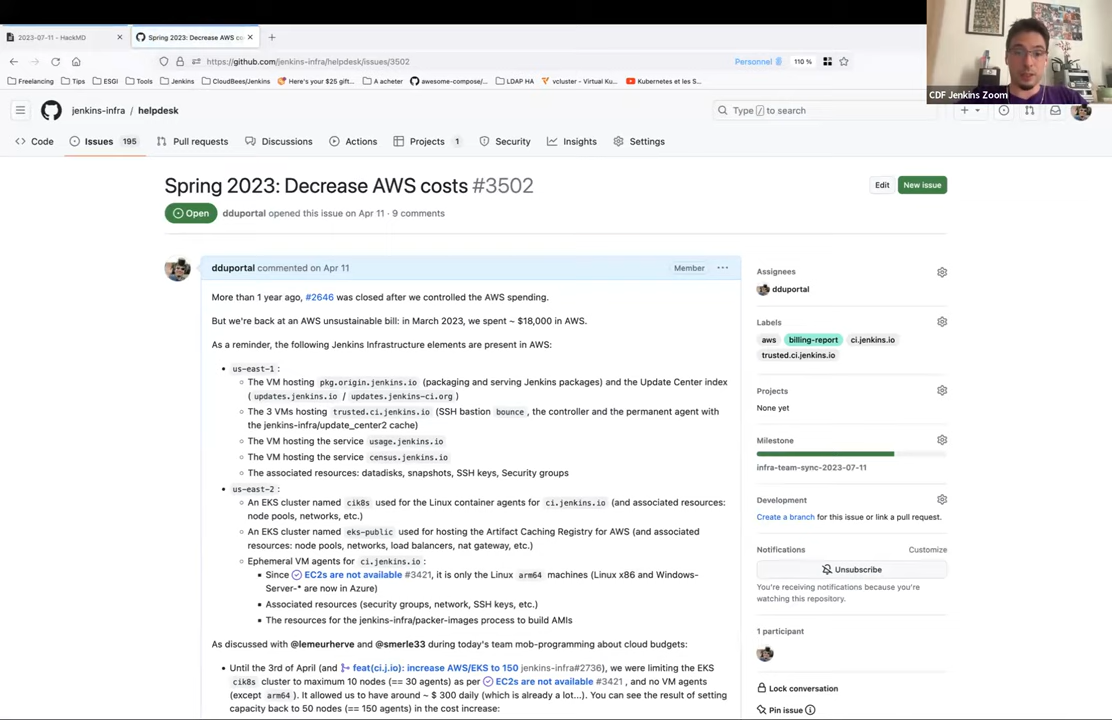 2023-07-11 - HackMD
Spring 2023: Decrease AWS co
https://github.com/jenkins-infra/helpdesk/issues/3502
Personnel
110 %
Freelancing
Tips
ESGI
Tools
Jenkins
CloudBees/Jenkins
Here's your $25 gift...
A acheter
awesome-compose/...
LDAP HA
vcluster - Virtual Ku...
Kubernetes et les S...
CDF Jenkins Zoom
jenkins-infra / helpdesk
Type / to search
Code
Issues 195
Pull requests
Discussions
Actions
Projects 1
Security
Insights
Settings
Spring 2023: Decrease AWS costs #3502
Edit
New issue
Open
dduportal opened this issue on Apr 11 · 9 comments
dduportal commented on Apr 11
Member
More than 1 year ago, #2646 was closed after we controlled the AWS spending.
But we're back at an AWS unsustainable bill: in March 2023, we spent ~ $18,000 in AWS.
As a reminder, the following Jenkins Infrastructure elements are present in AWS:
us-east-1 :
The VM hosting pkg.origin.jenkins.io (packaging and serving Jenkins packages) and the Update Center index
( updates.jenkins.io / updates.jenkins-ci.org )
The 3 VMs hosting trusted.ci.jenkins.io (SSH bastion bounce , the controller and the permanent agent with
the jenkins-infra/update_center2 cache)
The VM hosting the service usage.jenkins.io
The VM hosting the service census.jenkins.io
The associated resources: datadisks, snapshots, SSH keys, Security groups
us-east-2 :
An EKS cluster named cik8s used for the Linux container agents for ci.jenkins.io (and associated resources:
node pools, networks, etc.)
An EKS cluster named eks-public used for hosting the Artifact Caching Registry for AWS (and associated
resources: node pools, networks, load balancers, nat gateway, etc.)
Ephemeral VM agents for ci.jenkins.io :
Since EC2s are not available #3421, it is only the Linux arm64 machines (Linux x86 and Windows-
Server-* are now in Azure)
Associated resources (security groups, network, SSH keys, etc.)
The resources for the jenkins-infra/packer-images process to build AMIs
As discussed with @lemeurherve and @smerle33 during today's team mob-programming about cloud budgets:
Until the 3rd of April (and feat(ci.j.io): increase AWS/EKS to 150 jenkins-infra#2736), we were limiting the EKS
cik8s cluster to maximum 10 nodes (== 30 agents) as per EC2s are not available #3421 , and no VM agents
(except arm64 ). It allowed us to have around ~ $ 300 daily (which is already a lot...). You can see the result of setting
capacity back to 50 nodes (== 150 agents) in the cost increase:
Assignees
dduportal
Labels
aws
billing-report
ci.jenkins.io
trusted.ci.jenkins.io
Projects
None yet
Milestone
infra-team-sync-2023-07-11
Development
Create a branch for this issue or link a pull request.
Notifications
Customize
Unsubscribe
You're receiving notifications because you're
watching this repository.
1 participant
Lock conversation
Pin issue